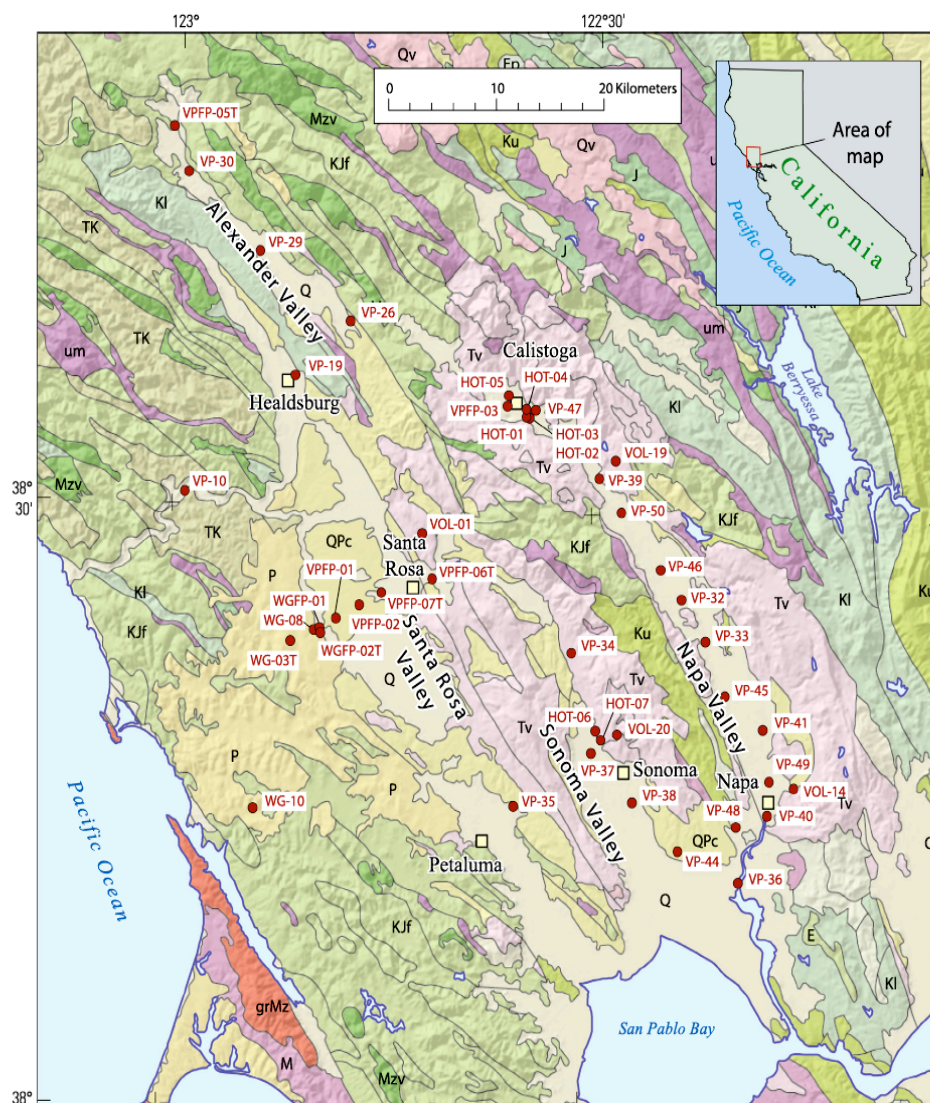 123°
122°30'
Qv
Ep
0
10
20 Kilometers
VPFP-05T
Mzv
Ku
Qv
Area of
map
VP-30
KJf
J
California
Kl
Pacific Ocean
TK
Alexander Valley
VP-29
J
Q
VP-26
um
TK
Tv
Calistoga
um
Lake
Berryessa
VP-19
HOT-05
HOT-04
Healdsburg
VPFP-03
VP-47
Kl
HOT-01
HOT-03
HOT-02
Tv
VOL-19
Mzv
VP-10
VP-39
38°
30'
VP-50
TK
VOL-01
KJf
QPc
Santa
Rosa
KJf
P
VPFP-01
VP-46
VPFP-06T
Kl
WGFP-01
VPFP-07T
VP-32
Tv
Kl
Ku
WG-08
VPFP-02
KJf
WGFP-02T
Ku
VP-33
WG-03T
VP-34
Santa Rosa
Valley
Napa Valley
Q
Tv
VP-45
HOT-07
HOT-06
Tv
VOL-20
VP-41
P
Sonoma Valley
VP-37
Sonoma
VP-49
P
Napa
VOL-14
WG-10
VP-35
VP-38
Tv
VP-48
VP-40
QPc
Petaluma
VP-44
Pacific Ocean
VP-36
Q
KJf
E
Kl
grMz
San Pablo Bay
M
Mzv
38°